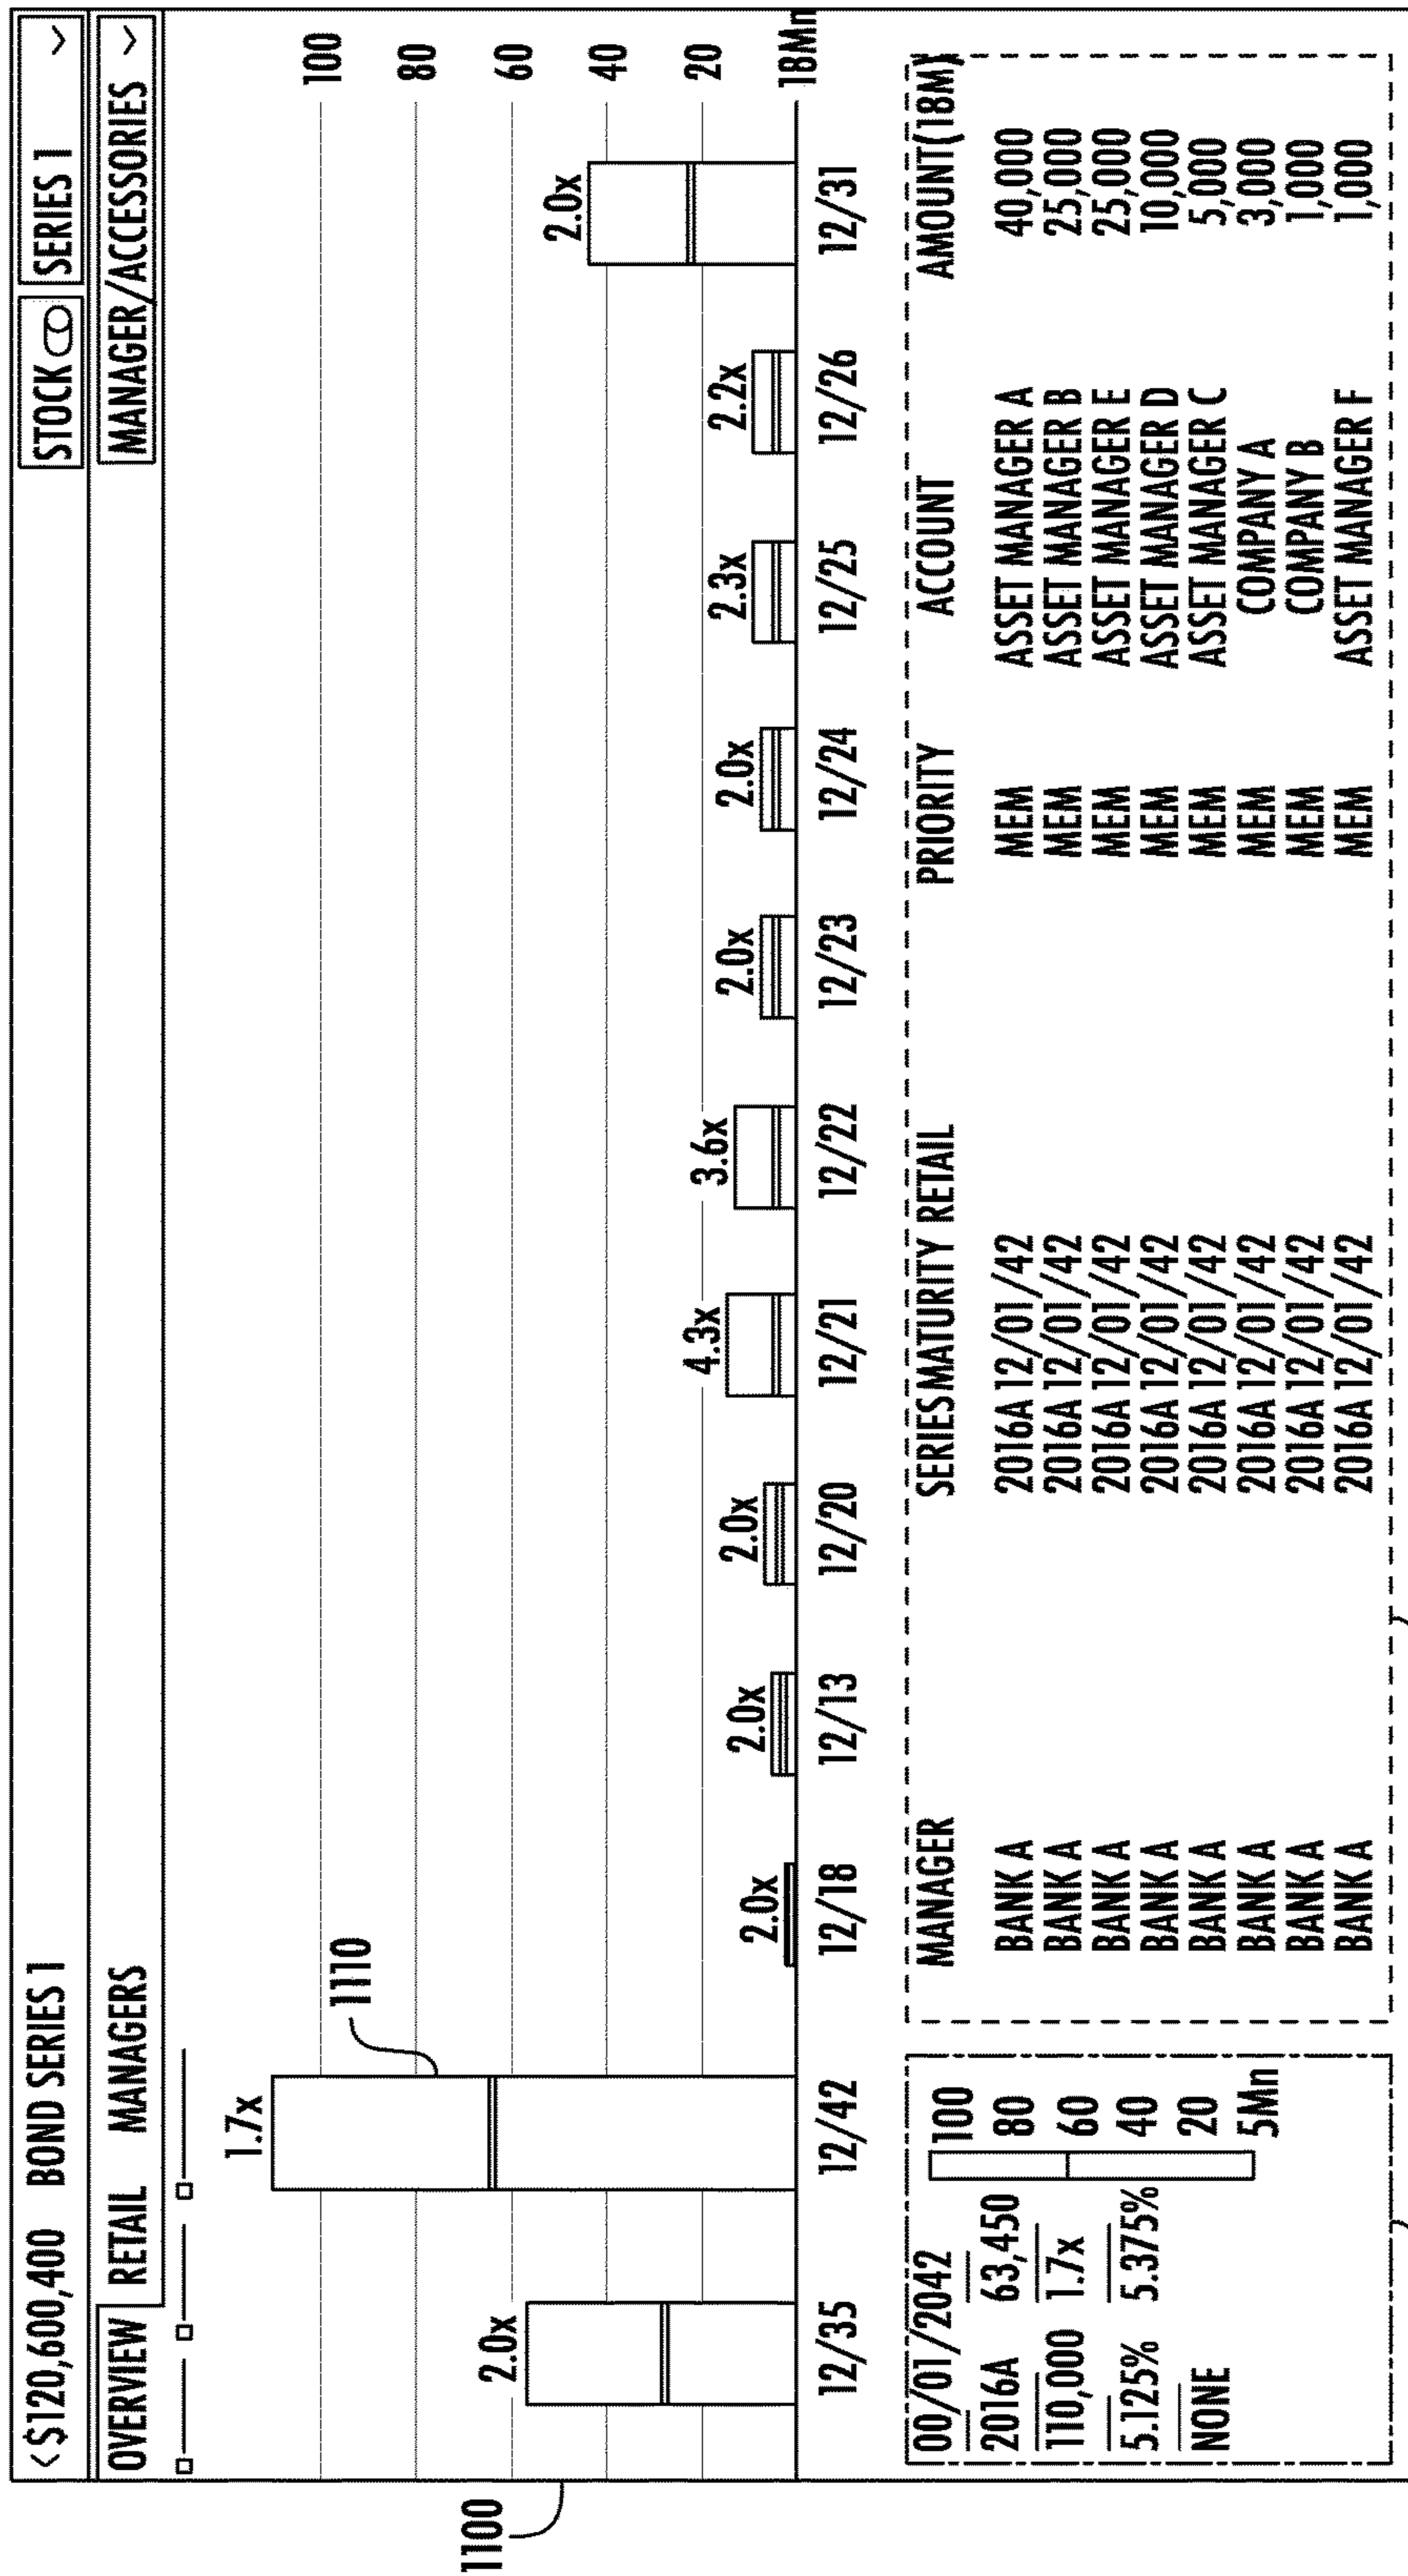 1100
<$120,600,400 BOND SERIES 1 STOCK SERIES 1
OVERVIEW RETAIL MANAGERS MANAGER/ACCESSORIES
1110
100
80
60
40
20
18Mn
2.0x 1.7x 2.0x 2.0x 2.0x 4.3x 3.6x 2.0x 2.0x 2.3x 2.2x 2.0x
12/35 12/42 12/18 12/13 12/20 12/21 12/22 12/23 12/24 12/25 12/26 12/31
00/01/2042
2016A 63,450
110,000 1.7x
5.125% 5.375%
NONE
100
80
60
40
20
5Mn
MANAGER SERIES MATURITY RETAIL PRIORITY ACCOUNT AMOUNT(18M)
BANK A 2016A 12/01/42 MEM ASSET MANAGER A 40,000
BANK A 2016A 12/01/42 MEM ASSET MANAGER B 25,000
BANK A 2016A 12/01/42 MEM ASSET MANAGER E 25,000
BANK A 2016A 12/01/42 MEM ASSET MANAGER D 10,000
BANK A 2016A 12/01/42 MEM ASSET MANAGER C 5,000
BANK A 2016A 12/01/42 MEM COMPANY A 3,000
BANK A 2016A 12/01/42 MEM COMPANY B 1,000
BANK A 2016A 12/01/42 MEM ASSET MANAGER F 1,000